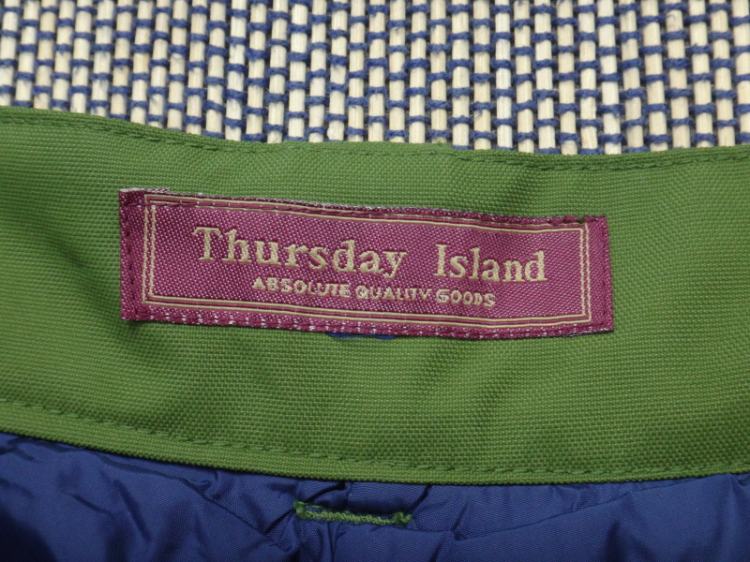 Thursday Island
ABSOLUTE QUALITY GOODS